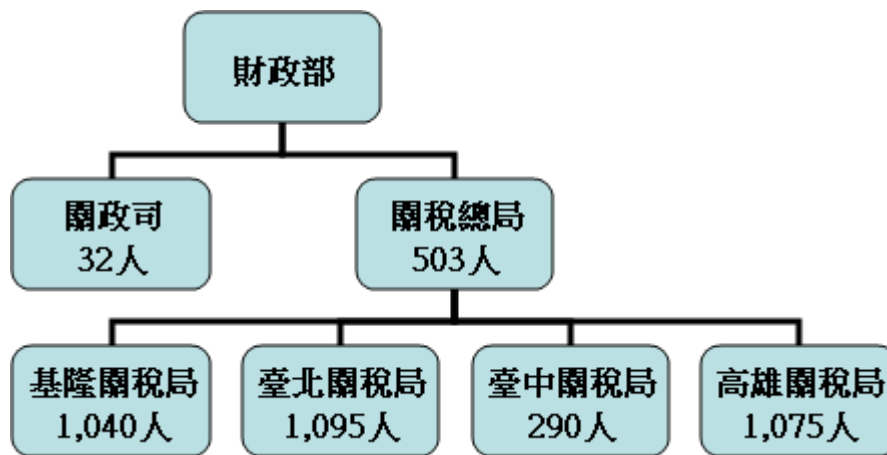 財政部
關政司
32人
關稅總局
503人
基隆關稅局
1,040人
臺北關稅局
1,095人
臺中關稅局
290人
高雄關稅局
1,075人